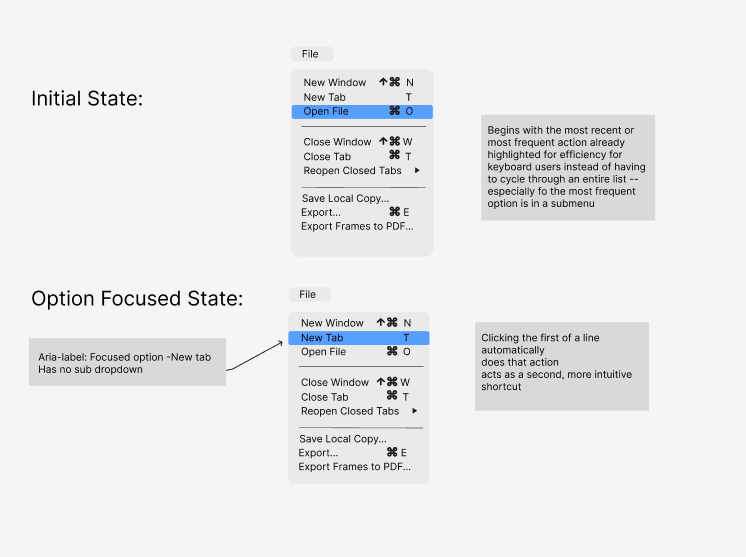 File
Initial State:
New Window ↑⌘ N
New Tab T
Open File ⌘ O
Close Window ↑⌘ W
Close Tab ⌘ T
Reopen Closed Tabs ▶
Save Local Copy...
Export... ⌘ E
Export Frames to PDF...
Begins with the most recent or
most frequent action already
highlighted for efficiency for
keyboard users instead of having
to cycle through an entire list --
especially fo the most frequent
option is in a submenu
Option Focused State:
File
New Window ↑⌘ N
New Tab T
Open File ⌘ O
Close Window ↑⌘ W
Close Tab ⌘ T
Reopen Closed Tabs ▶
Save Local Copy...
Export... ⌘ E
Export Frames to PDF...
Aria-label: Focused option -New tab
Has no sub dropdown
Clicking the first of a line
automatically
does that action
acts as a second, more intuitive
shortcut